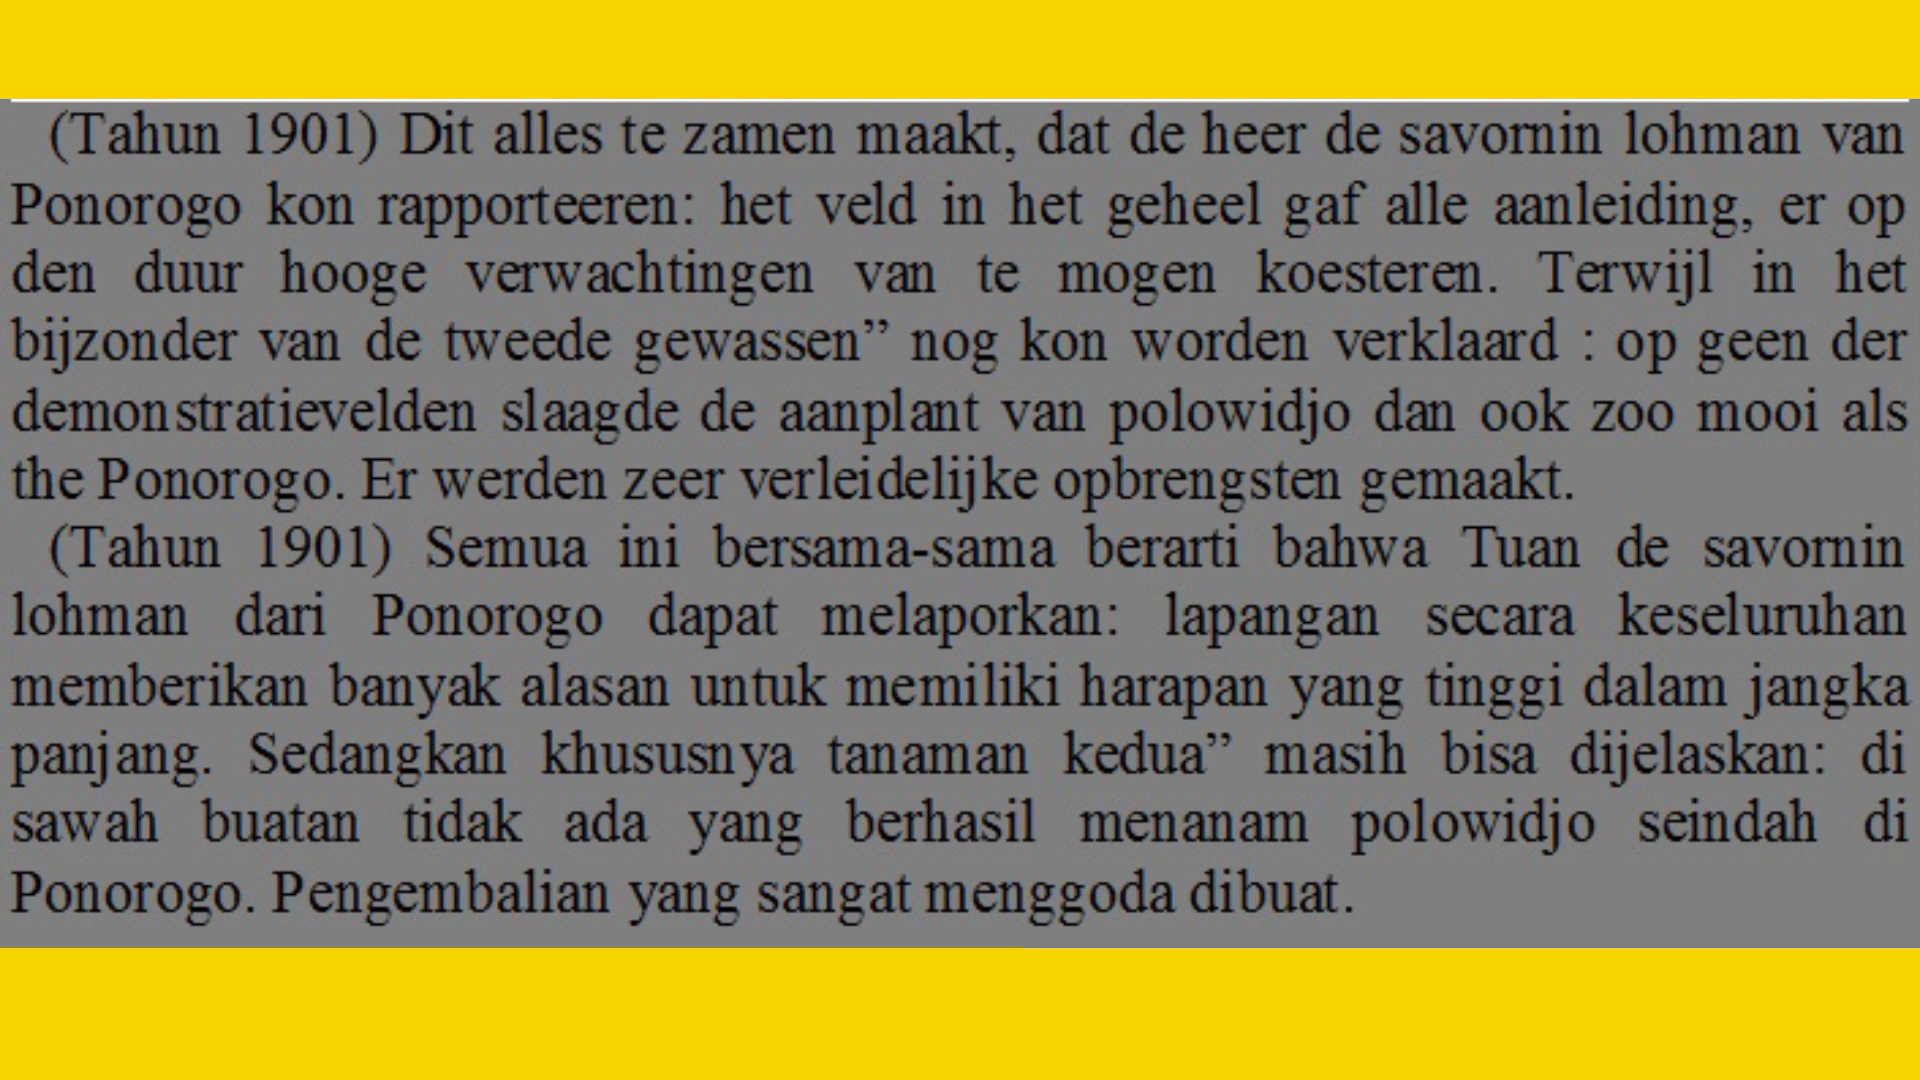 (Tahun 1901) Dit alles te zamen maakt, dat de heer de savornin lohman van
Ponorogo kon rapporteeren: het veld in het geheel gaf alle aanleiding, er op
den duur hooge verwachtingen van te mogen koesteren. Terwijl in het
bijzonder van de tweede gewassen” nog kon worden verklaard : op geen der
demonstratievelden slaagde de aanplant van polowidjo dan ook zoo mooi als
the Ponorogo. Er werden zeer verleidelijke opbrengsten gemaakt.
(Tahun 1901) Semua ini bersama-sama berarti bahwa Tuan de savornin
lohman dari Ponorogo dapat melaporkan: lapangan secara keseluruhan
memberikan banyak alasan untuk memiliki harapan yang tinggi dalam jangka
panjang. Sedangkan khususnya tanaman kedua” masih bisa dijelaskan: di
sawah buatan tidak ada yang berhasil menanam polowidjo seindah di
Ponorogo. Pengembalian yang sangat menggoda dibuat.